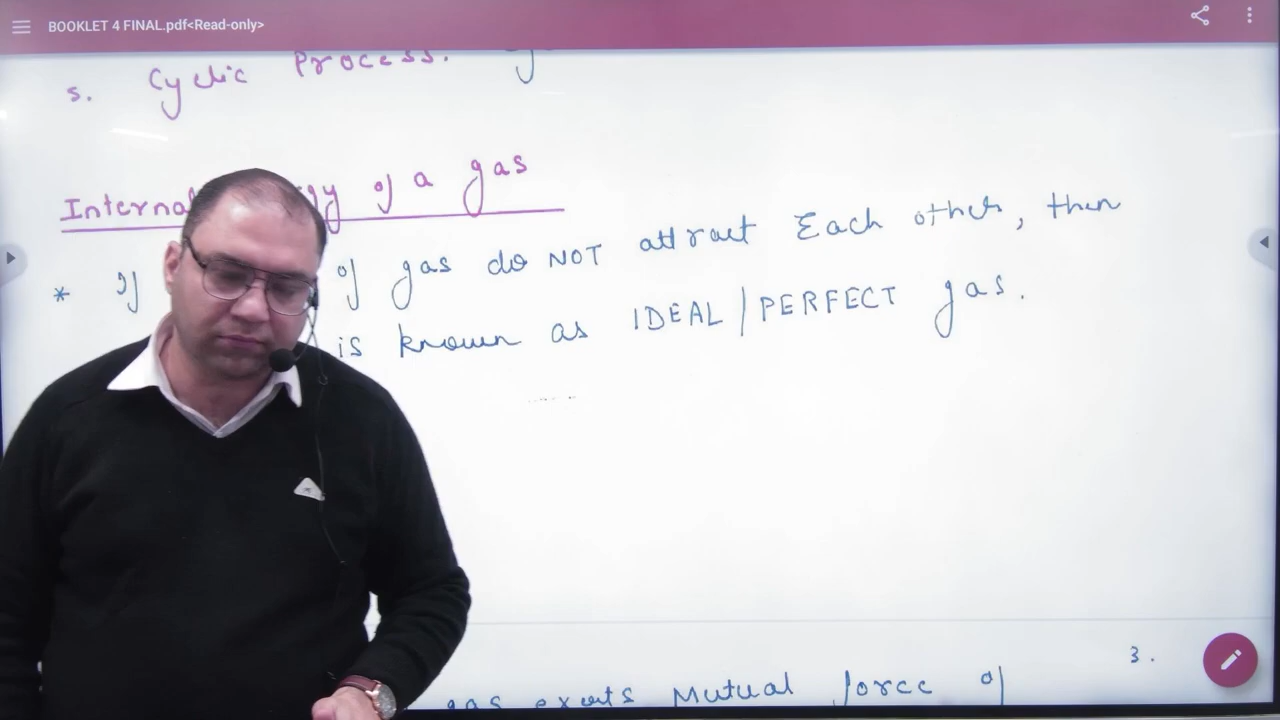 BOOKLET 4 FINAL.pdf<Read-only>
5. Cyclic Process.
Internal gy of a gas
* If of gas do NOT attract Each other, then
is known as IDEAL/PERFECT gas.
3.
gas exerts Mutual force of